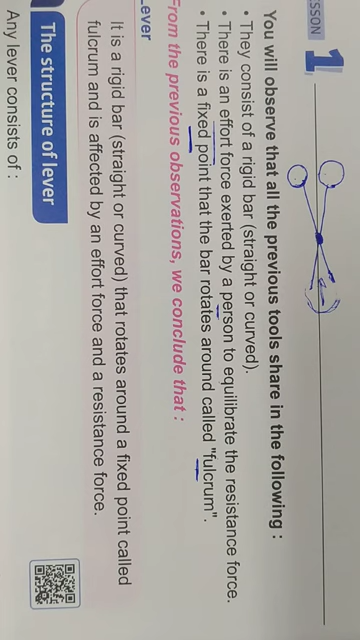 SSON 1
You will observe that all the previous tools share in the following :
• They consist of a rigid bar (straight or curved).
• There is an effort force exerted by a person to equilibrate the resistance force.
• There is a fixed point that the bar rotates around called "fulcrum".
From the previous observations, we conclude that :
Lever
It is a rigid bar (straight or curved) that rotates around a fixed point called
fulcrum and is affected by an effort force and a resistance force.
The structure of lever
Any lever consists of :